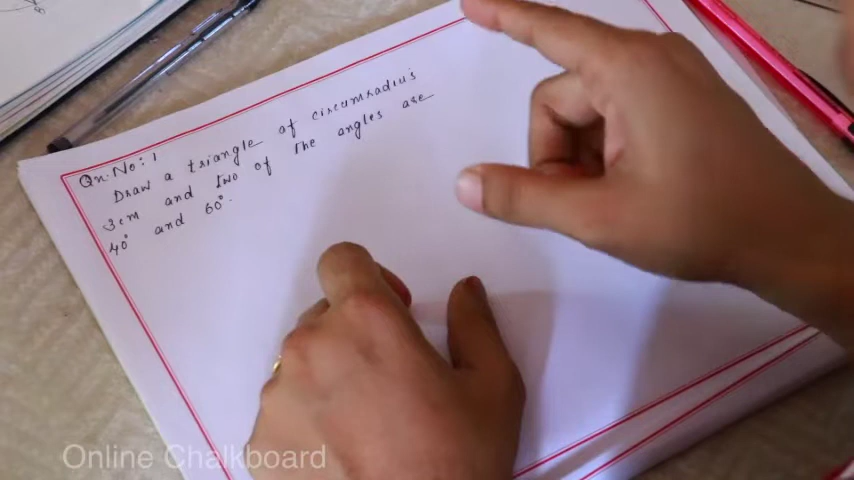 Qn.No: 1
Draw a triangle of circumradius
3cm and two of the angles are
40° and 60°.
Online Chalkboard